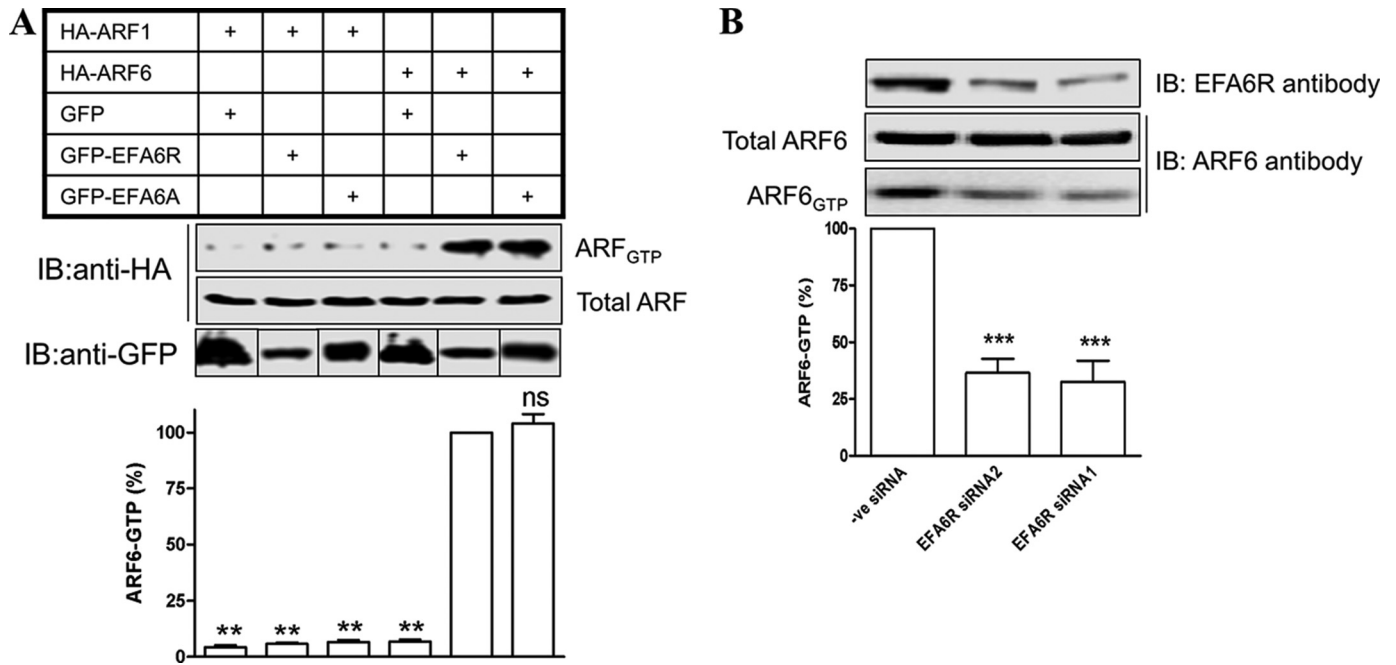 A
HA-ARF1 + + +
HA-ARF6 + + +
GFP + +
GFP-EFA6R + +
GFP-EFA6A + +
IB:anti-HA
ARFGTP
Total ARF
IB:anti-GFP
ARF6-GTP (%)
100
75
50
25
0
** ** ** ** ns
B
IB: EFA6R antibody
Total ARF6
IB: ARF6 antibody
ARF6GTP
ARF6-GTP (%)
100
75
50
25
0
*** ***
-ve siRNA
EFA6R siRNA2
EFA6R siRNA1